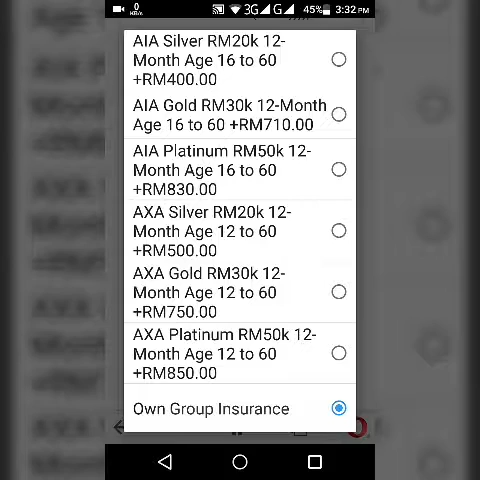 0
KB/s
3G
G
45%
3:32 PM
AIA Silver RM20k 12-
Month Age 16 to 60
+RM400.00
AIA Gold RM30k 12-Month
Age 16 to 60 +RM710.00
AIA Platinum RM50k 12-
Month Age 16 to 60
+RM830.00
AXA Silver RM20k 12-
Month Age 12 to 60
+RM500.00
AXA Gold RM30k 12-
Month Age 12 to 60
+RM750.00
AXA Platinum RM50k 12-
Month Age 12 to 60
+RM850.00
Own Group Insurance